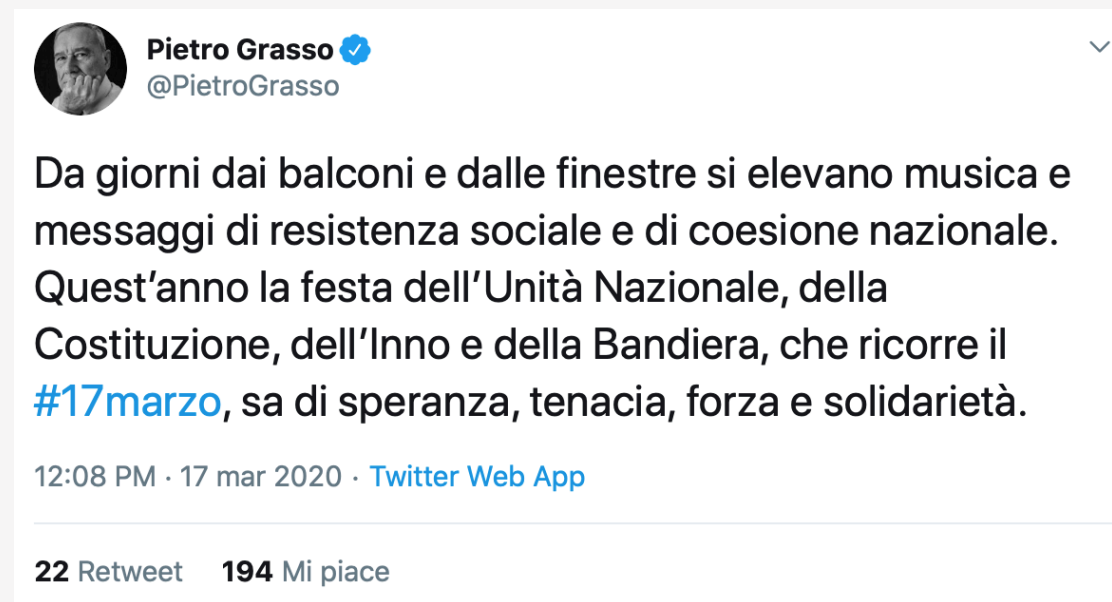 Pietro Grasso
@PietroGrasso
Da giorni dai balconi e dalle finestre si elevano musica e
messaggi di resistenza sociale e di coesione nazionale.
Quest’anno la festa dell’Unità Nazionale, della
Costituzione, dell’Inno e della Bandiera, che ricorre il
#17marzo, sa di speranza, tenacia, forza e solidarietà.
12:08 PM · 17 mar 2020 · Twitter Web App
22 Retweet 194 Mi piace